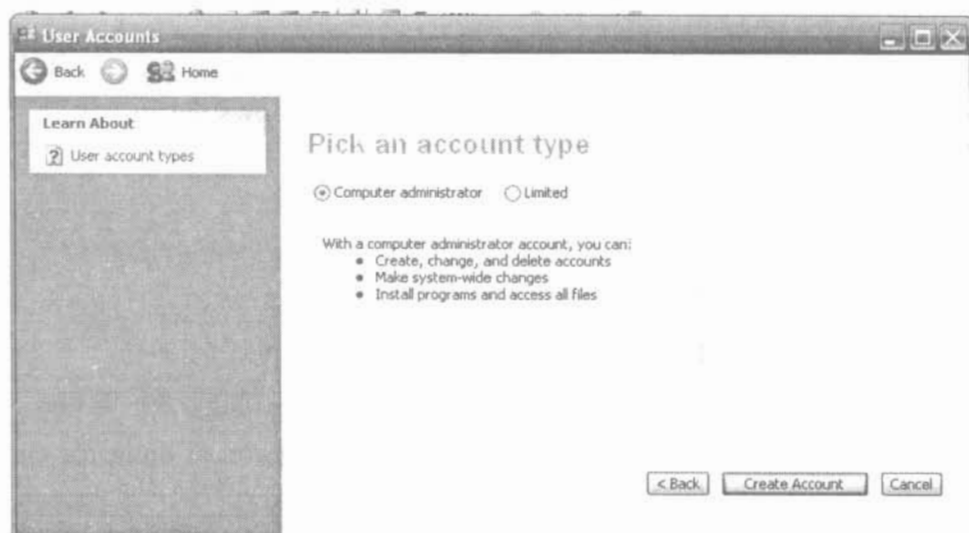 User Accounts
Back Home
Learn About
User account types
Pick an account type
Computer administrator Limited
With a computer administrator account, you can:
• Create, change, and delete accounts
• Make system-wide changes
• Install programs and access all files
< Back Create Account Cancel